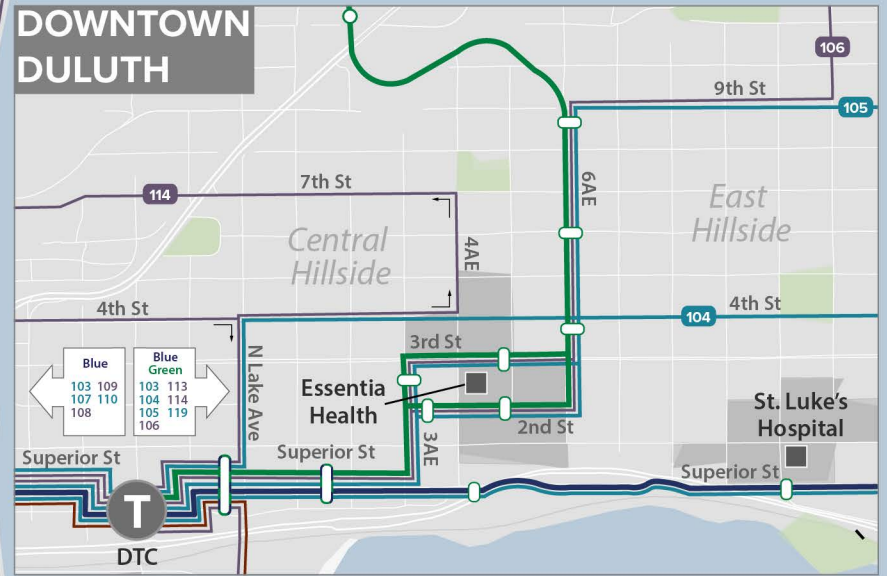 DOWNTOWN
DULUTH
106
9th St
105
6AE
7th St
114
East
Hillside
Central
Hillside
4AE
4th St
104
4th St
3rd St
N Lake Ave
Essentia
Health
Blue
103 109
107 110
108
Blue
Green
103 113
104 114
105 119
106
St. Luke's
Hospital
2nd St
3AE
Superior St
Superior St
Superior St
T
DTC